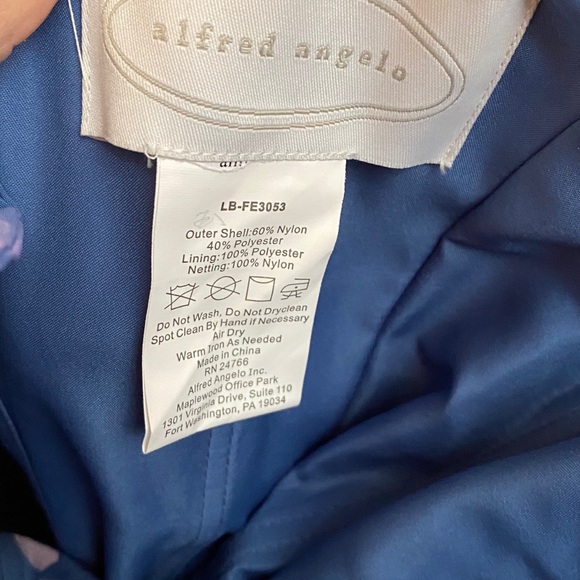 alfred angelo
LB-FE3053
Outer Shell:60% Nylon
40% Polyester
Lining:100% Polyester
Netting:100% Nylon
Do Not Wash, Do Not Dryclean
Spot Clean By Hand if Necessary
Air Dry
Warm Iron As Needed
Made in China
RN 24766
Alfred Angelo Inc.
Maplewood Office Park
1301 Virginia Drive, Suite 110
Fort Washington, PA 19034